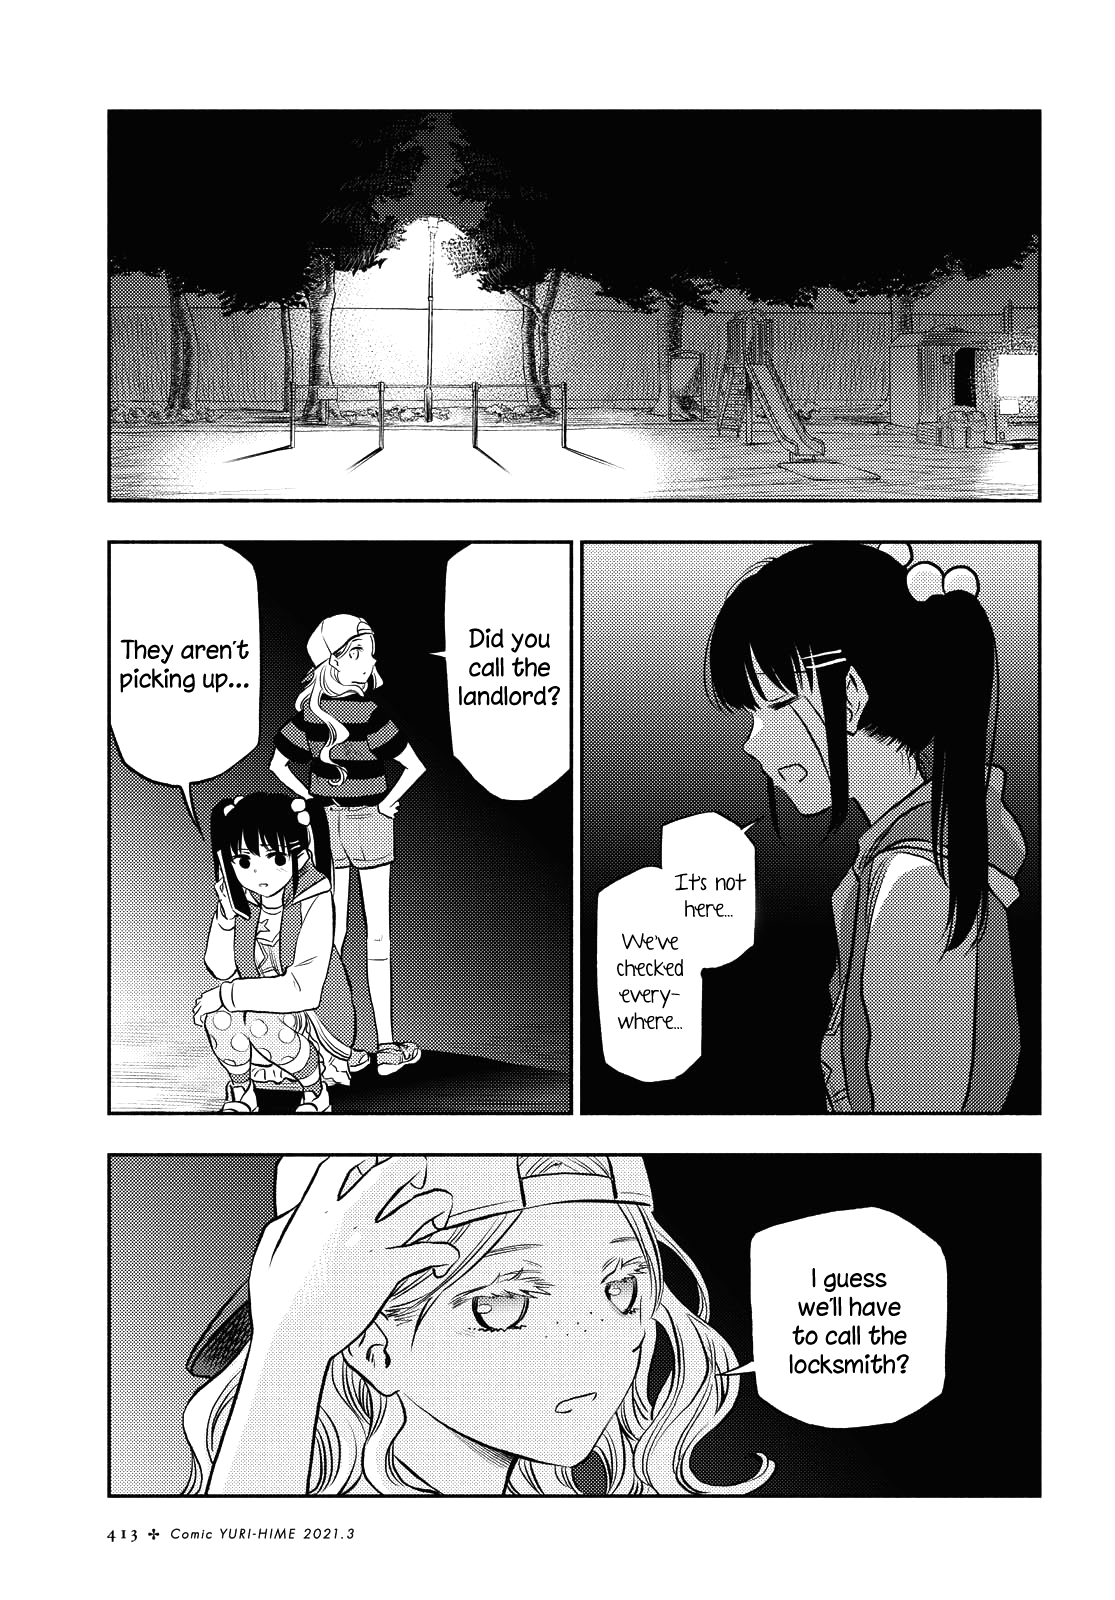 It's not
here...
We've
checked
every-
where...
Did you
call the
landlord?
They aren't
picking up...
I guess
we'll have
to call the
locksmith?
413 ✣ Comic YURI-HIME 2021.3